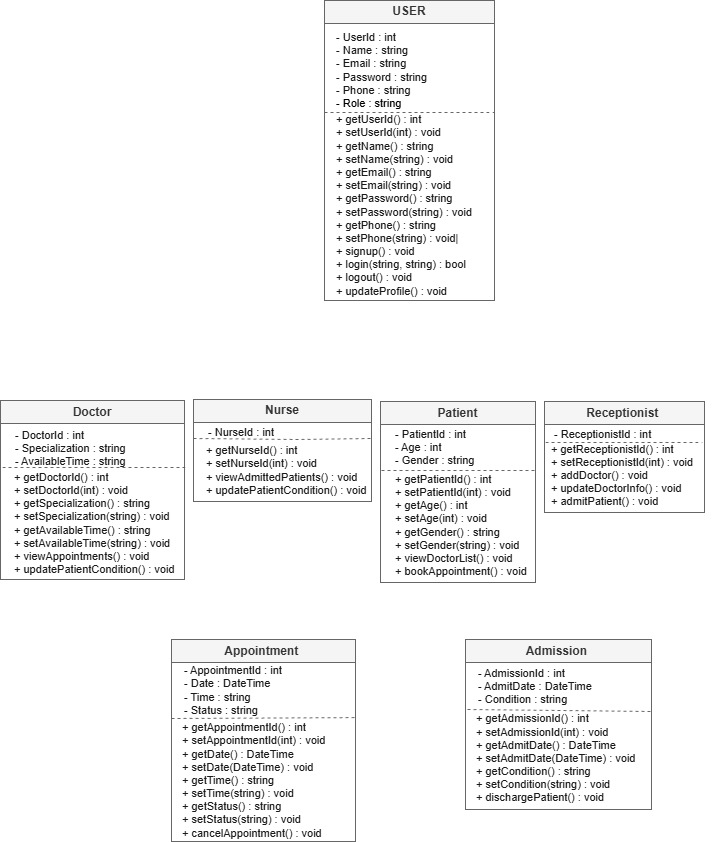 USER
- UserId : int
- Name : string
- Email : string
- Password : string
- Phone : string
- Role : string
+ getUserId() : int
+ setUserId(int) : void
+ getName() : string
+ setName(string) : void
+ getEmail() : string
+ setEmail(string) : void
+ getPassword() : string
+ setPassword(string) : void
+ getPhone() : string
+ setPhone(string) : void|
+ signup() : void
+ login(string, string) : bool
+ logout() : void
+ updateProfile() : void
Doctor
- DoctorId : int
- Specialization : string
- AvailableTime : string
+ getDoctorId() : int
+ setDoctorId(int) : void
+ getSpecialization() : string
+ setSpecialization(string) : void
+ getAvailableTime() : string
+ setAvailableTime(string) : void
+ viewAppointments() : void
+ updatePatientCondition() : void
Nurse
- NurseId : int
+ getNurseId() : int
+ setNurseId(int) : void
+ viewAdmittedPatients() : void
+ updatePatientCondition() : void
Patient
- PatientId : int
- Age : int
- Gender : string
+ getPatientId() : int
+ setPatientId(int) : void
+ getAge() : int
+ setAge(int) : void
+ getGender() : string
+ setGender(string) : void
+ viewDoctorList() : void
+ bookAppointment() : void
Receptionist
- ReceptionistId : int
+ getReceptionistId() : int
+ setReceptionistId(int) : void
+ addDoctor() : void
+ updateDoctorInfo() : void
+ admitPatient() : void
Appointment
- AppointmentId : int
- Date : DateTime
- Time : string
- Status : string
+ getAppointmentId() : int
+ setAppointmentId(int) : void
+ getDate() : DateTime
+ setDate(DateTime) : void
+ getTime() : string
+ setTime(string) : void
+ getStatus() : string
+ setStatus(string) : void
+ cancelAppointment() : void
Admission
- AdmissionId : int
- AdmitDate : DateTime
- Condition : string
+ getAdmissionId() : int
+ setAdmissionId(int) : void
+ getAdmitDate() : DateTime
+ setAdmitDate(DateTime) : void
+ getCondition() : string
+ setCondition(string) : void
+ dischargePatient() : void